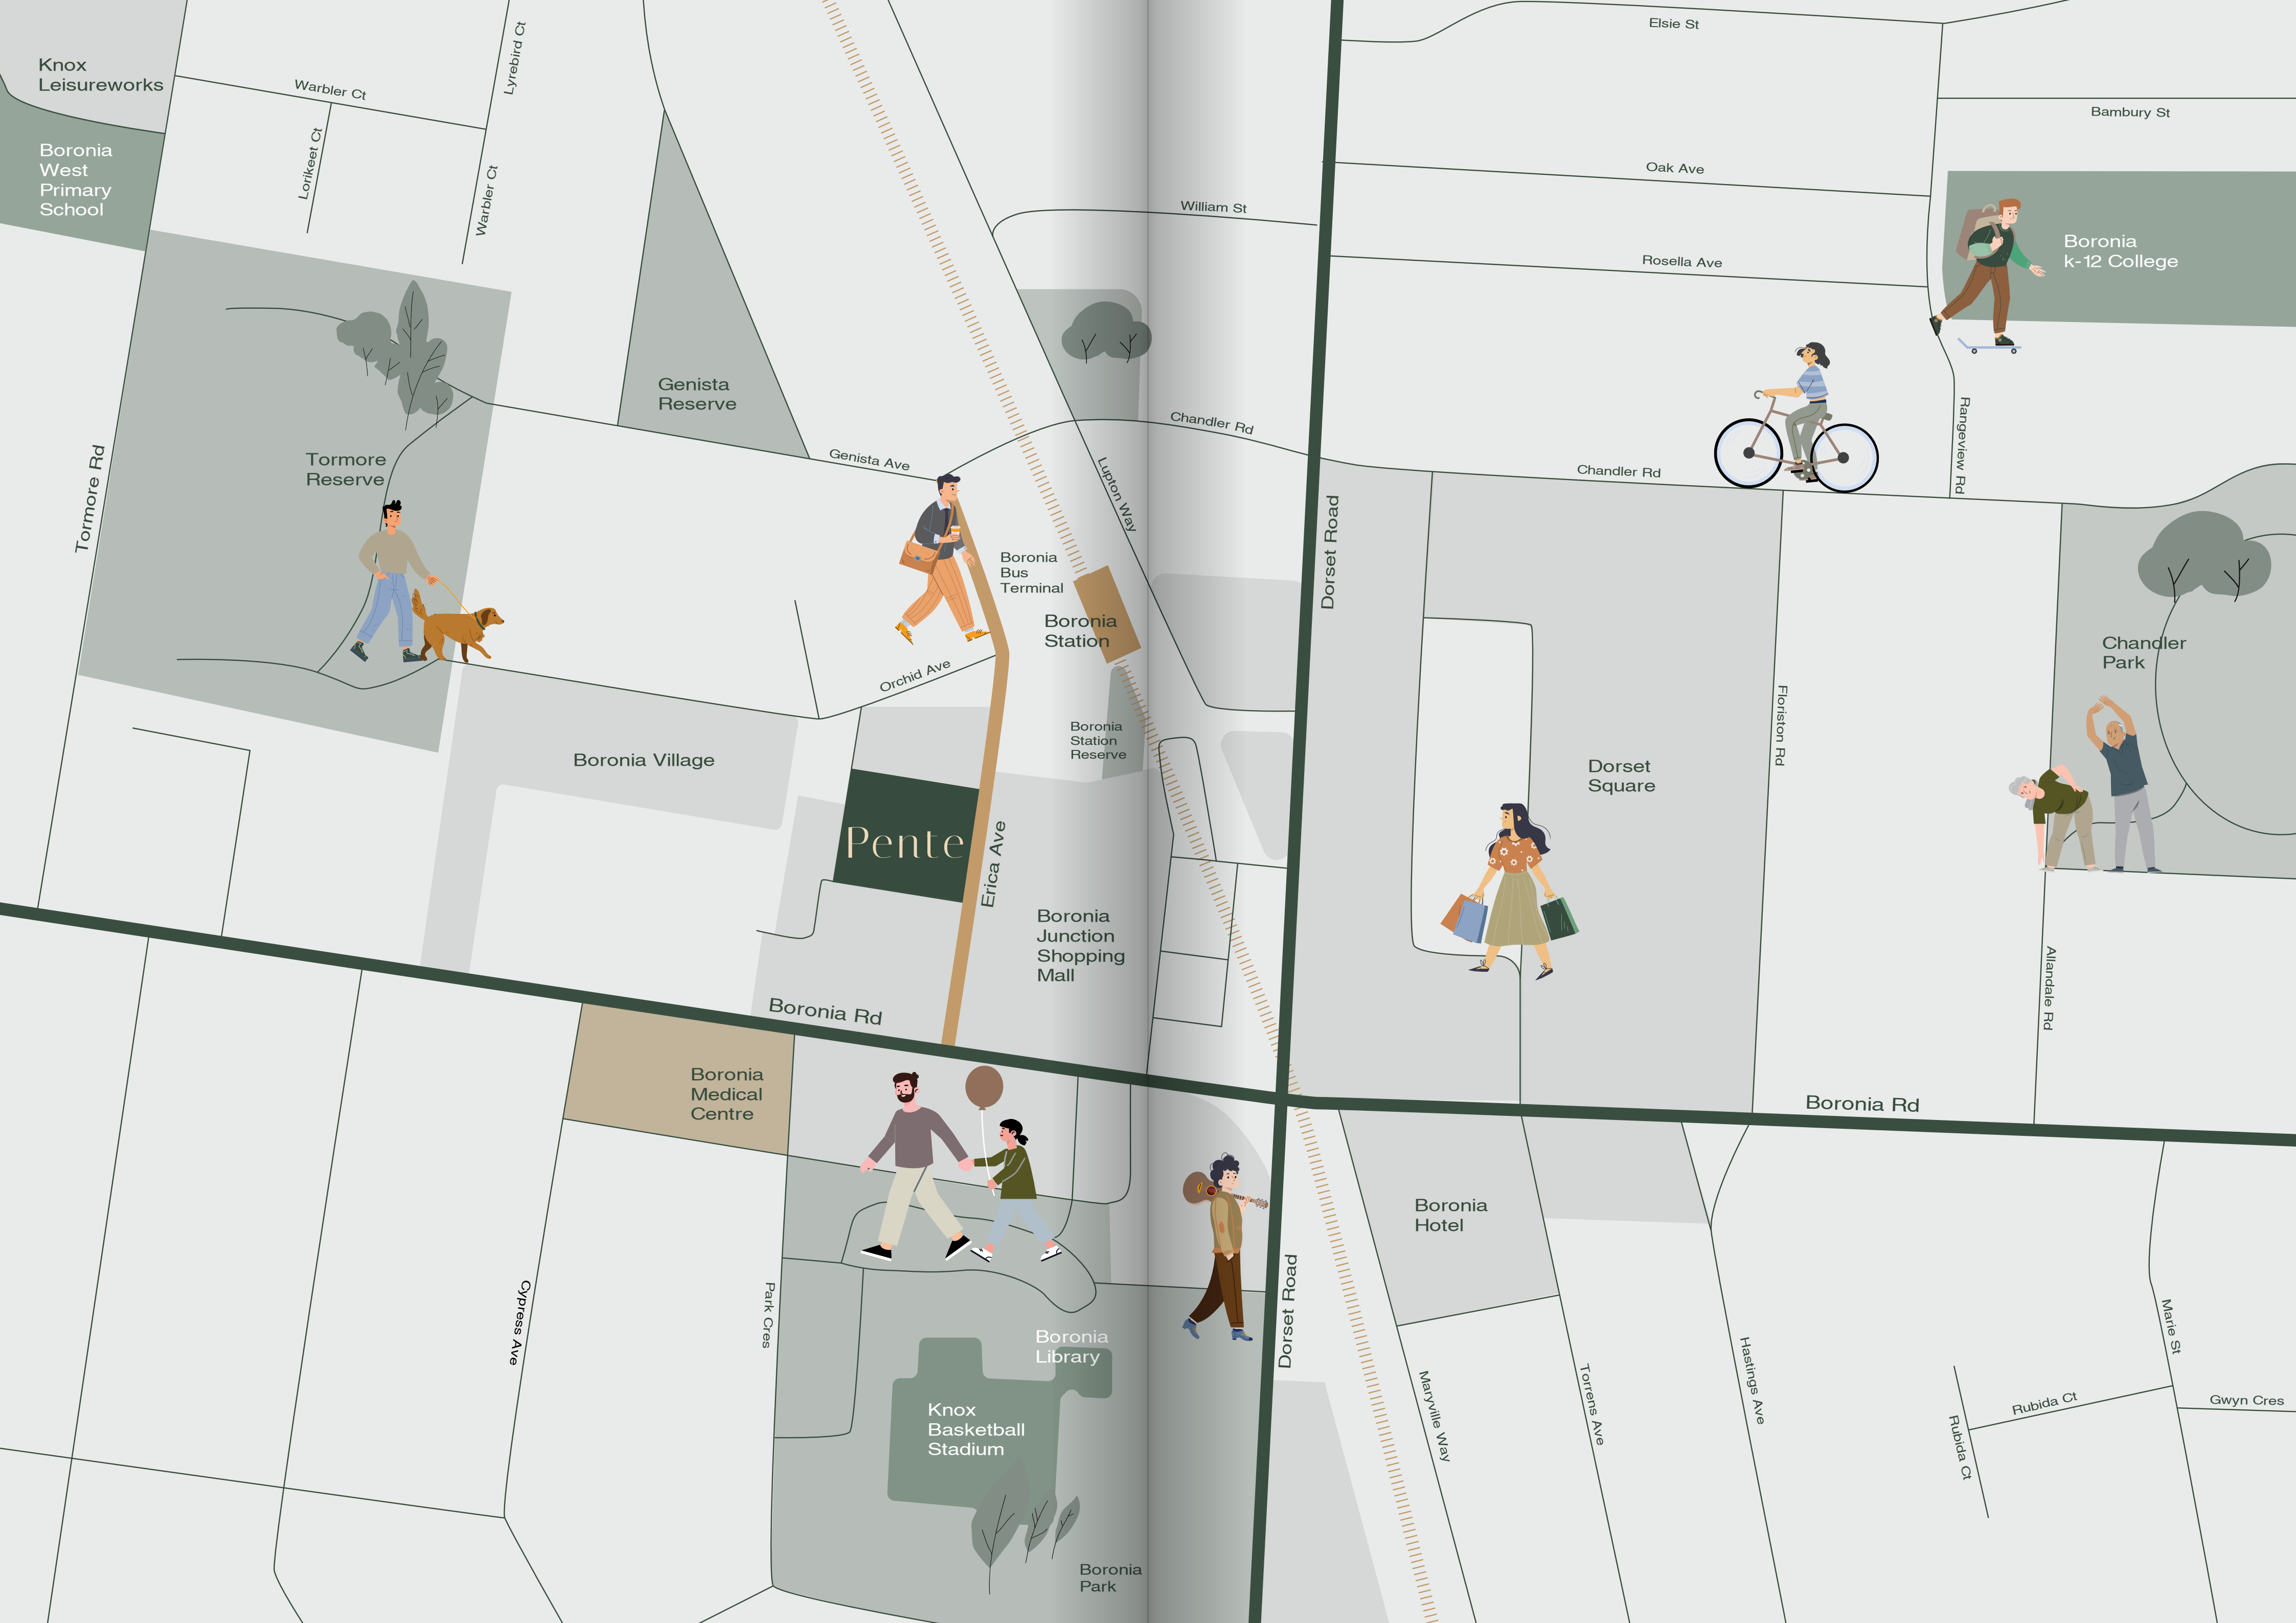 Knox
Leisureworks
Boronia
West
Primary
School
Warbler Ct
Lyrebird Ct
Lorikeet Ct
Warbler Ct
Elsie St
Bambury St
Oak Ave
William St
Rosella Ave
Boronia
k-12 College
Genista
Reserve
Chandler Rd
Genista Ave
Tormore
Reserve
Tormore Rd
Lupton Way
Chandler Rd
Rangeview Rd
Dorset Road
Boronia
Bus
Terminal
Boronia
Station
Orchid Ave
Chandler
Park
Boronia
Station
Reserve
Floriston Rd
Boronia Village
Dorset
Square
Pente
Erica Ave
Boronia
Junction
Shopping
Mall
Allandale Rd
Boronia Rd
Boronia
Medical
Centre
Boronia Rd
Boronia
Hotel
Cypress Ave
Park Cres
Dorset Road
Boronia
Library
Knox
Basketball
Stadium
Maryville Way
Torrens Ave
Hastings Ave
Marie St
Rubida Ct
Gwyn Cres
Rubida Ct
Boronia
Park